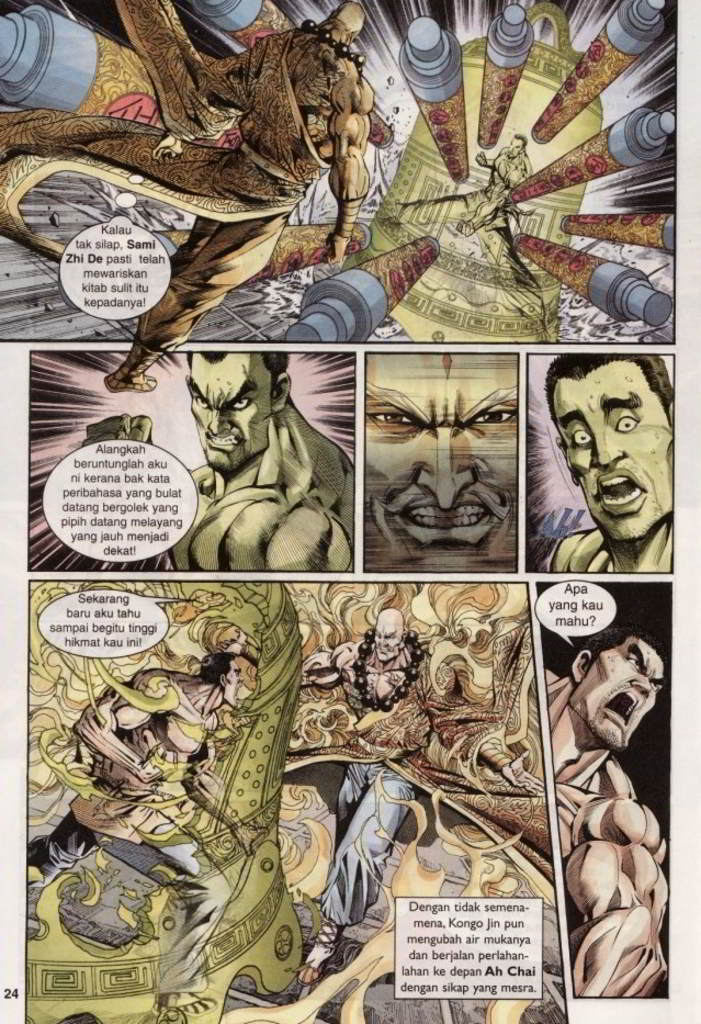 Kalau
tak silap, Sami
Zhi De pasti telah
mewariskan
kitab sulit itu
kepadanya!
Alangkah
beruntunglah aku
ni kerana bak kata
peribahasa yang bulat
datang bergolek yang
pipih datang melayang
yang jauh menjadi
dekat!
Sekarang
baru aku tahu
sampai begitu tinggi
hikmat kau ini!
Apa
yang kau
mahu?
Dengan tidak semena-
mena, Kongo Jin pun
mengubah air mukanya
dan berjalan perlahan-
lahan ke depan Ah Chai
dengan sikap yang mesra.
24